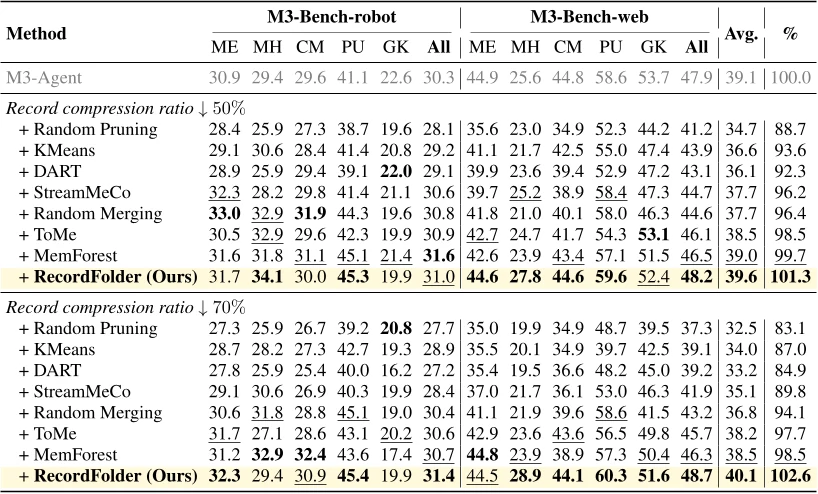 Method M3-Bench-robot M3-Bench-web Avg. %
ME MH CM PU GK All ME MH CM PU GK All
M3-Agent 30.9 29.4 29.6 41.1 22.6 30.3 44.9 25.6 44.8 58.6 53.7 47.9 39.1 100.0
Record compression ratio ↓ 50%
+ Random Pruning 28.4 25.9 27.3 38.7 19.6 28.1 35.6 23.0 34.9 52.3 44.2 41.2 34.7 88.7
+ KMeans 29.1 30.6 28.4 41.4 20.8 29.2 41.1 21.7 42.5 55.0 47.4 43.9 36.6 93.6
+ DART 28.9 25.9 29.4 39.1 22.0 29.1 39.9 23.6 39.4 52.9 47.2 43.1 36.1 92.3
+ StreamMeCo 32.3 28.2 29.8 41.4 21.1 30.6 39.7 25.2 38.9 58.4 47.3 44.7 37.7 96.2
+ Random Merging 33.0 32.9 31.9 44.3 19.6 30.8 41.8 21.0 40.1 58.0 46.3 44.6 37.7 96.4
+ ToMe 30.5 32.9 29.6 42.3 19.9 30.9 42.7 24.7 41.7 54.3 53.1 46.1 38.5 98.5
+ MemForest 31.6 31.8 31.1 45.1 21.4 31.6 42.6 23.9 43.4 57.1 51.5 46.5 39.0 99.7
+ RecordFolder (Ours) 31.7 34.1 30.0 45.3 19.9 31.0 44.6 27.8 44.6 59.6 52.4 48.2 39.6 101.3
Record compression ratio ↓ 70%
+ Random Pruning 27.3 25.9 26.7 39.2 20.8 27.7 35.0 19.9 34.9 48.7 39.5 37.3 32.5 83.1
+ KMeans 28.7 28.2 27.3 42.7 19.3 28.9 35.5 20.1 34.9 39.7 42.5 39.1 34.0 87.0
+ DART 27.8 25.9 25.4 40.0 16.2 27.2 35.4 19.5 36.6 48.2 45.0 39.2 33.2 84.9
+ StreamMeCo 29.1 30.6 26.9 40.3 19.9 28.4 37.0 21.7 36.1 53.0 46.3 41.9 35.1 89.8
+ Random Merging 30.6 31.8 28.8 45.1 19.0 30.4 41.1 21.9 39.6 58.6 41.5 43.2 36.8 94.1
+ ToMe 31.7 27.1 28.6 43.1 20.2 30.6 42.9 23.6 43.6 56.5 49.8 45.7 38.2 97.7
+ MemForest 31.2 32.9 32.4 43.6 17.4 30.7 44.8 23.9 38.9 57.3 50.4 46.3 38.5 98.5
+ RecordFolder (Ours) 32.3 29.4 30.9 45.4 19.9 31.4 44.5 28.9 44.1 60.3 51.6 48.7 40.1 102.6